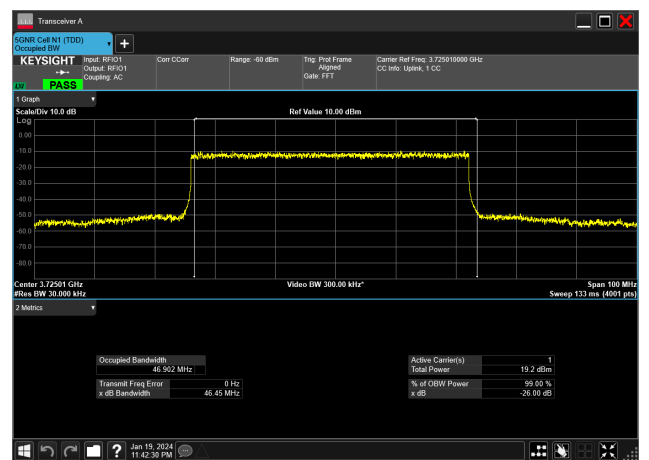 Transceiver A
5GNR Cell N1 (TDD)
Occupied BW
KEYSIGHT
Input: RFIO1
Output: RFIO1
Coupling: AC
Corr CCorr
Range: -60 dBm
Trig: Prot Frame
Aligned
Gate: FFT
Carrier Ref Freq: 3.725010000 GHz
CC Info: Uplink, 1 CC
PASS
1 Graph
Scale/Div 10.0 dB
Ref Value 10.00 dBm
Log
0.00
-10.0
-20.0
-30.0
-40.0
-50.0
-60.0
-70.0
-80.0
Center 3.72501 GHz
Video BW 300.00 kHz*
Span 100 MHz
#Res BW 30.000 kHz
Sweep 133 ms (4001 pts)
2 Metrics
Occupied Bandwidth
46.902 MHz
Active Carrier(s) 1
Total Power 19.2 dBm
Transmit Freq Error 0 Hz
x dB Bandwidth 46.45 MHz
% of OBW Power 99.00 %
x dB -26.00 dB
Jan 19, 2024
11:42:30 PM